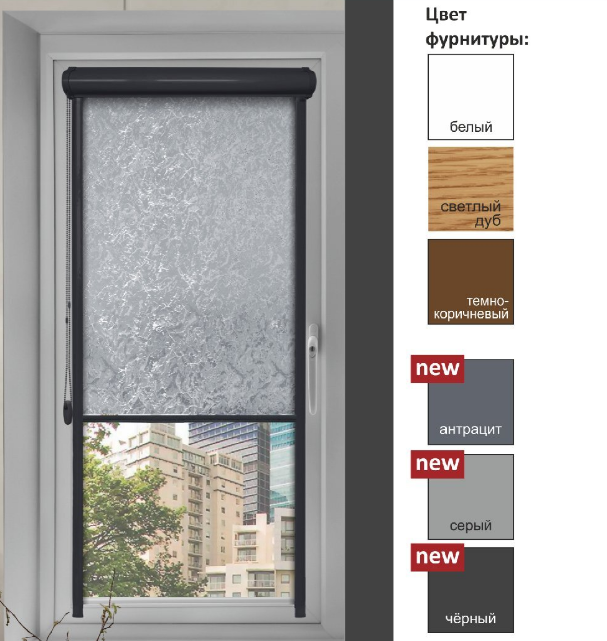 Цвет
фурнитуры:
белый
светлый
дуб
темно-
коричневый
new
антрацит
new
серый
new
чёрный